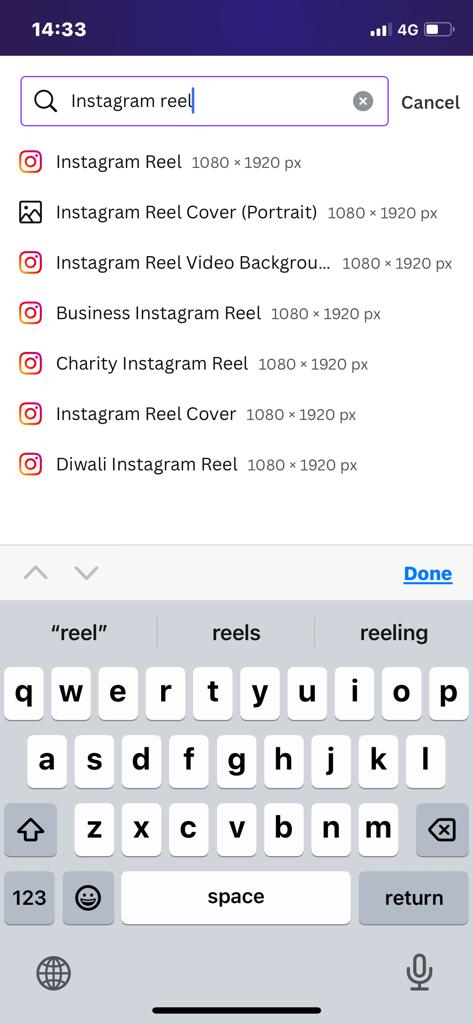 14:33 4G
Instagram reel Cancel
Instagram Reel 1080 × 1920 px
Instagram Reel Cover (Portrait) 1080 × 1920 px
Instagram Reel Video Backgrou... 1080 × 1920 px
Business Instagram Reel 1080 × 1920 px
Charity Instagram Reel 1080 × 1920 px
Instagram Reel Cover 1080 × 1920 px
Diwali Instagram Reel 1080 × 1920 px
Done
“reel” reels reeling
q w e r t y u i o p
a s d f g h j k l
z x c v b n m
123 space return